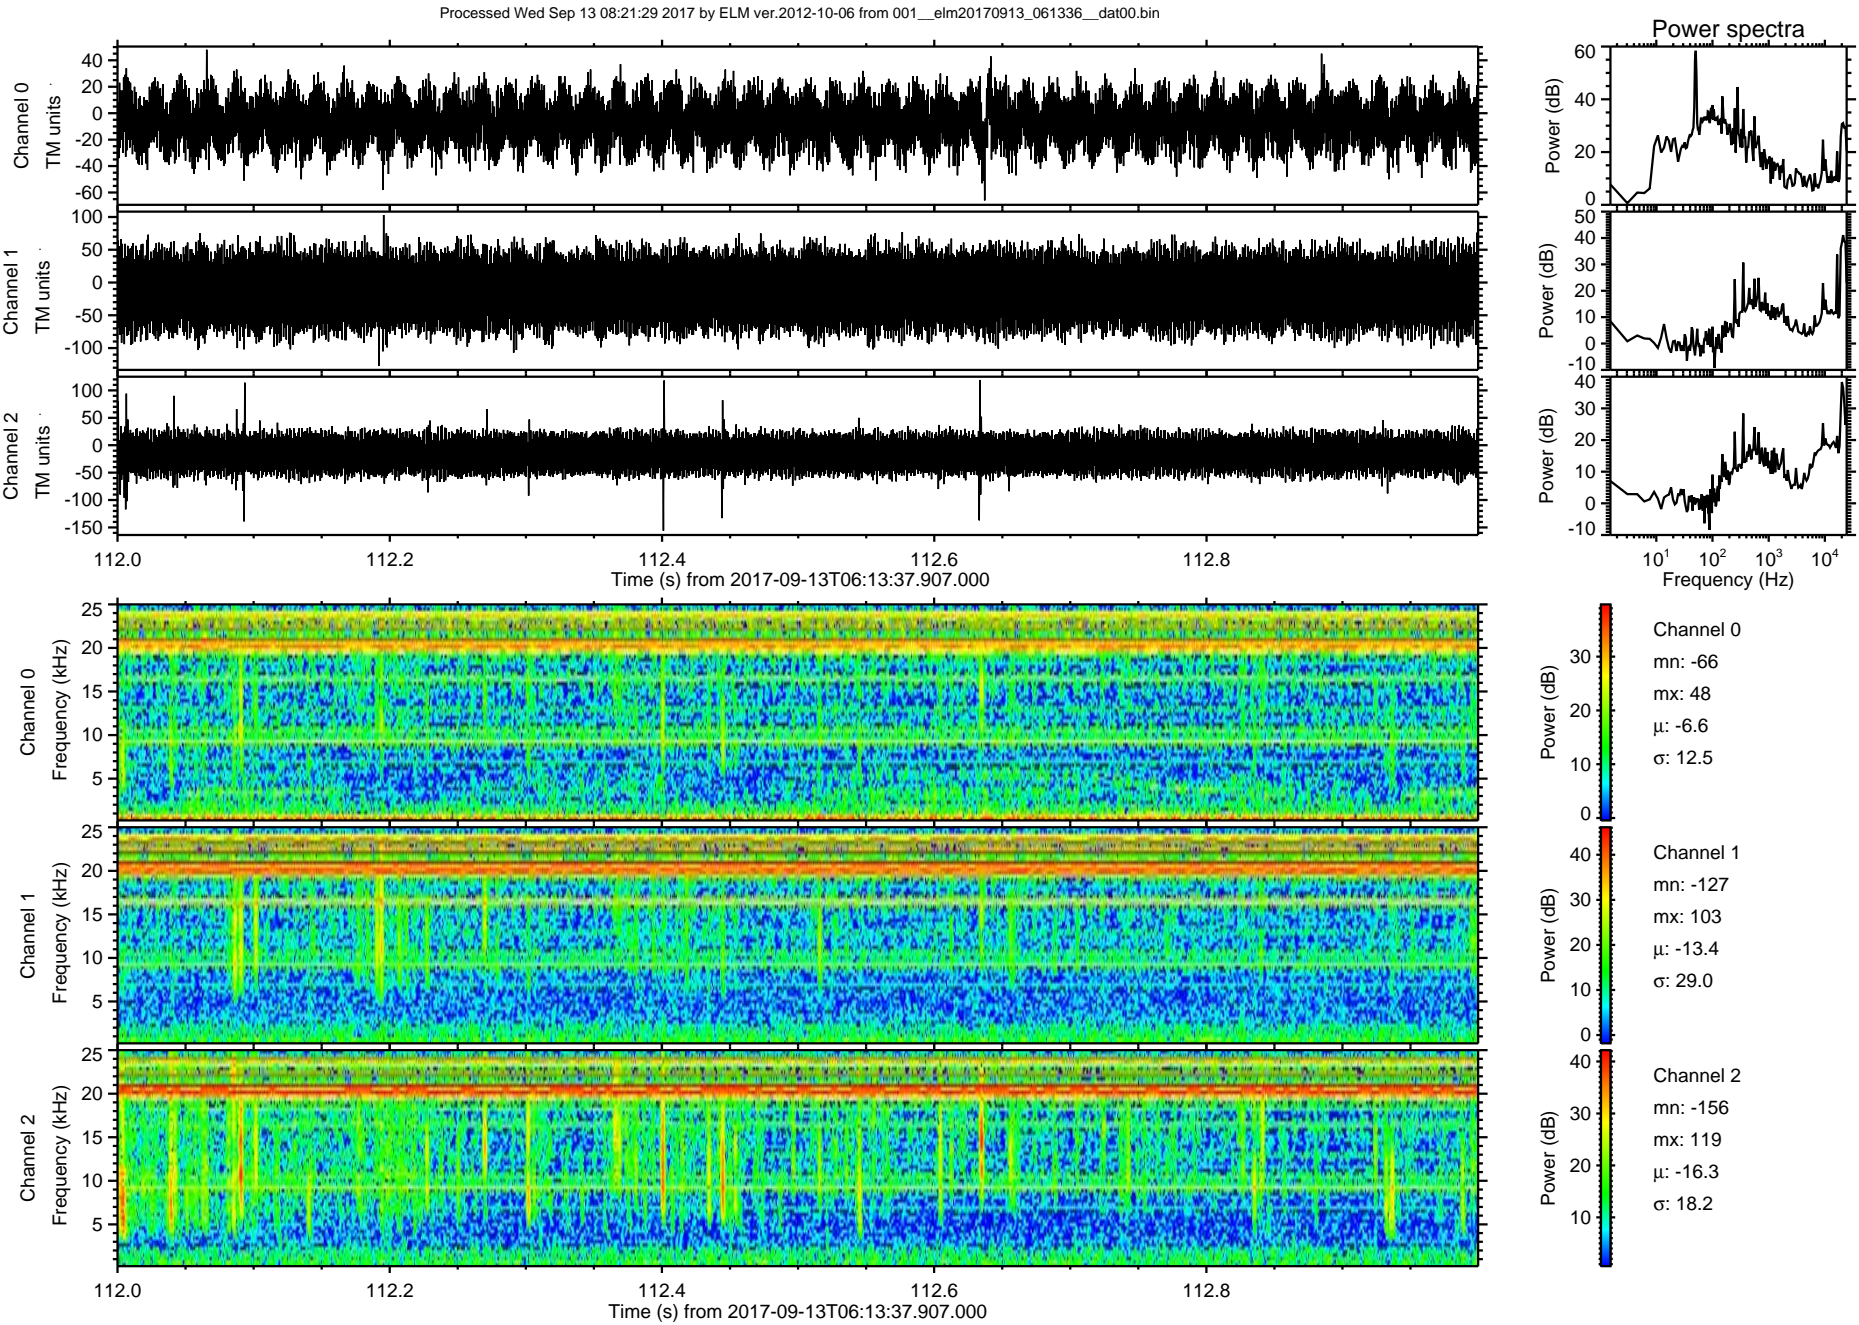 Processed Wed Sep 13 08:21:29 2017 by ELM ver.2012-10-06 from 001__elm20170913_061336__dat00.bin
Power spectra
Channel 0
TM units
40
20
0
-20
-40
-60
Power (dB)
60
40
20
0
Channel 1
TM units
100
50
0
-50
-100
Power (dB)
50
40
30
20
10
0
-10
Channel 2
TM units
100
50
0
-50
-100
-150
Power (dB)
40
30
20
10
0
-10
112.0 112.2 112.4 112.6 112.8
Time (s) from 2017-09-13T06:13:37.907.000
10^1 10^2 10^3 10^4
Frequency (Hz)
Channel 0
Frequency (kHz)
25
20
15
10
5
Power (dB)
30
20
10
0
Channel 0
mn: -66
mx: 48
µ: -6.6
σ: 12.5
Channel 1
Frequency (kHz)
25
20
15
10
5
Power (dB)
40
30
20
10
0
Channel 1
mn: -127
mx: 103
µ: -13.4
σ: 29.0
Channel 2
Frequency (kHz)
25
20
15
10
5
Power (dB)
40
30
20
10
Channel 2
mn: -156
mx: 119
µ: -16.3
σ: 18.2
112.0 112.2 112.4 112.6 112.8
Time (s) from 2017-09-13T06:13:37.907.000